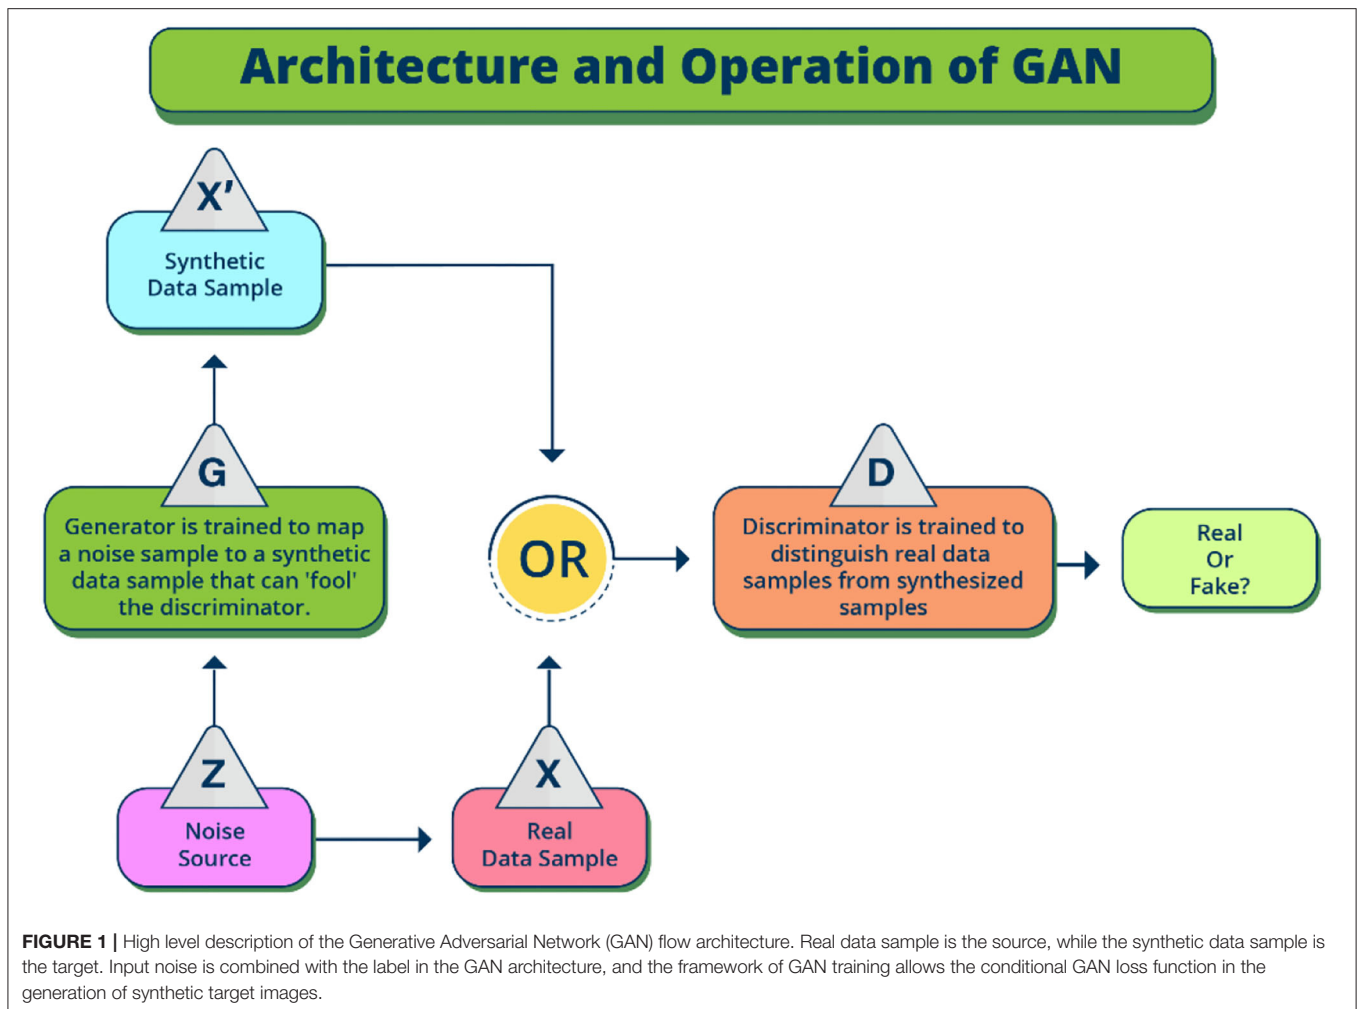 Architecture and Operation of GAN
X’
Synthetic
Data Sample
G
Generator is trained to map
a noise sample to a synthetic
data sample that can 'fool'
the discriminator.
OR
D
Discriminator is trained to
distinguish real data
samples from synthesized
samples
Real
Or
Fake?
Z
Noise
Source
X
Real
Data Sample
FIGURE 1 | High level description of the Generative Adversarial Network (GAN) flow architecture. Real data sample is the source, while the synthetic data sample is
the target. Input noise is combined with the label in the GAN architecture, and the framework of GAN training allows the conditional GAN loss function in the
generation of synthetic target images.